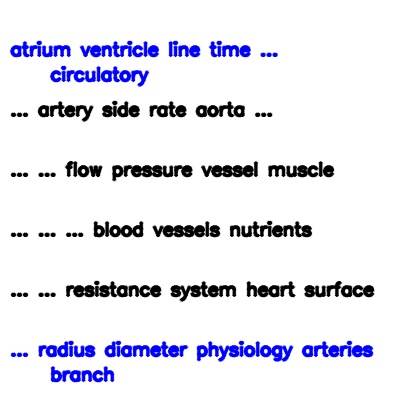 atrium ventricle line time ...
circulatory
... artery side rate aorta ...
... ... flow pressure vessel muscle
... ... ... blood vessels nutrients
... ... resistance system heart surface
... radius diameter physiology arteries
branch